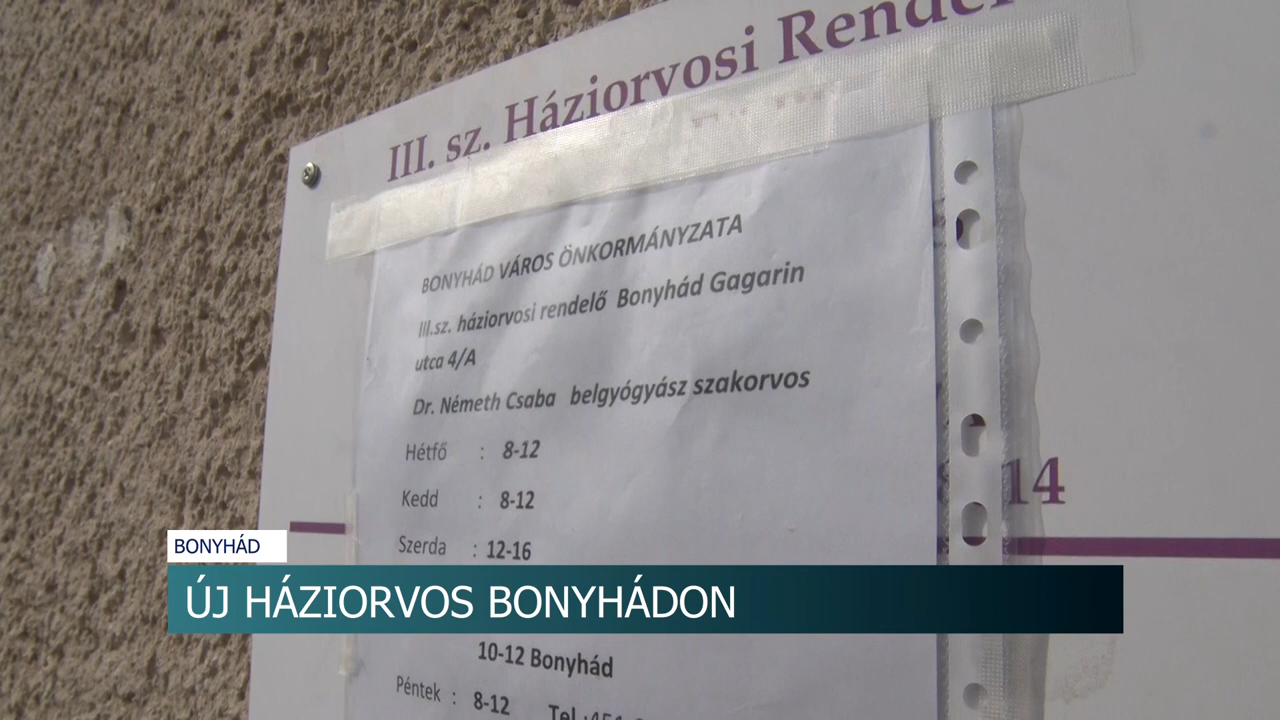 III. sz. Háziorvosi
BONYHÁD VÁROS ÖNKORMÁNYZATA
III.sz. háziorvosi rendelő Bonyhád Gagarin
utca 4/A
Dr. Németh Csaba belgyógyász szakorvos
Hétfő : 8-12
Kedd : 8-12
14
Szerda : 12-16
BONYHÁD
ÚJ HÁZIORVOS BONYHÁDON
10-12 Bonyhád
Péntek : 8-12